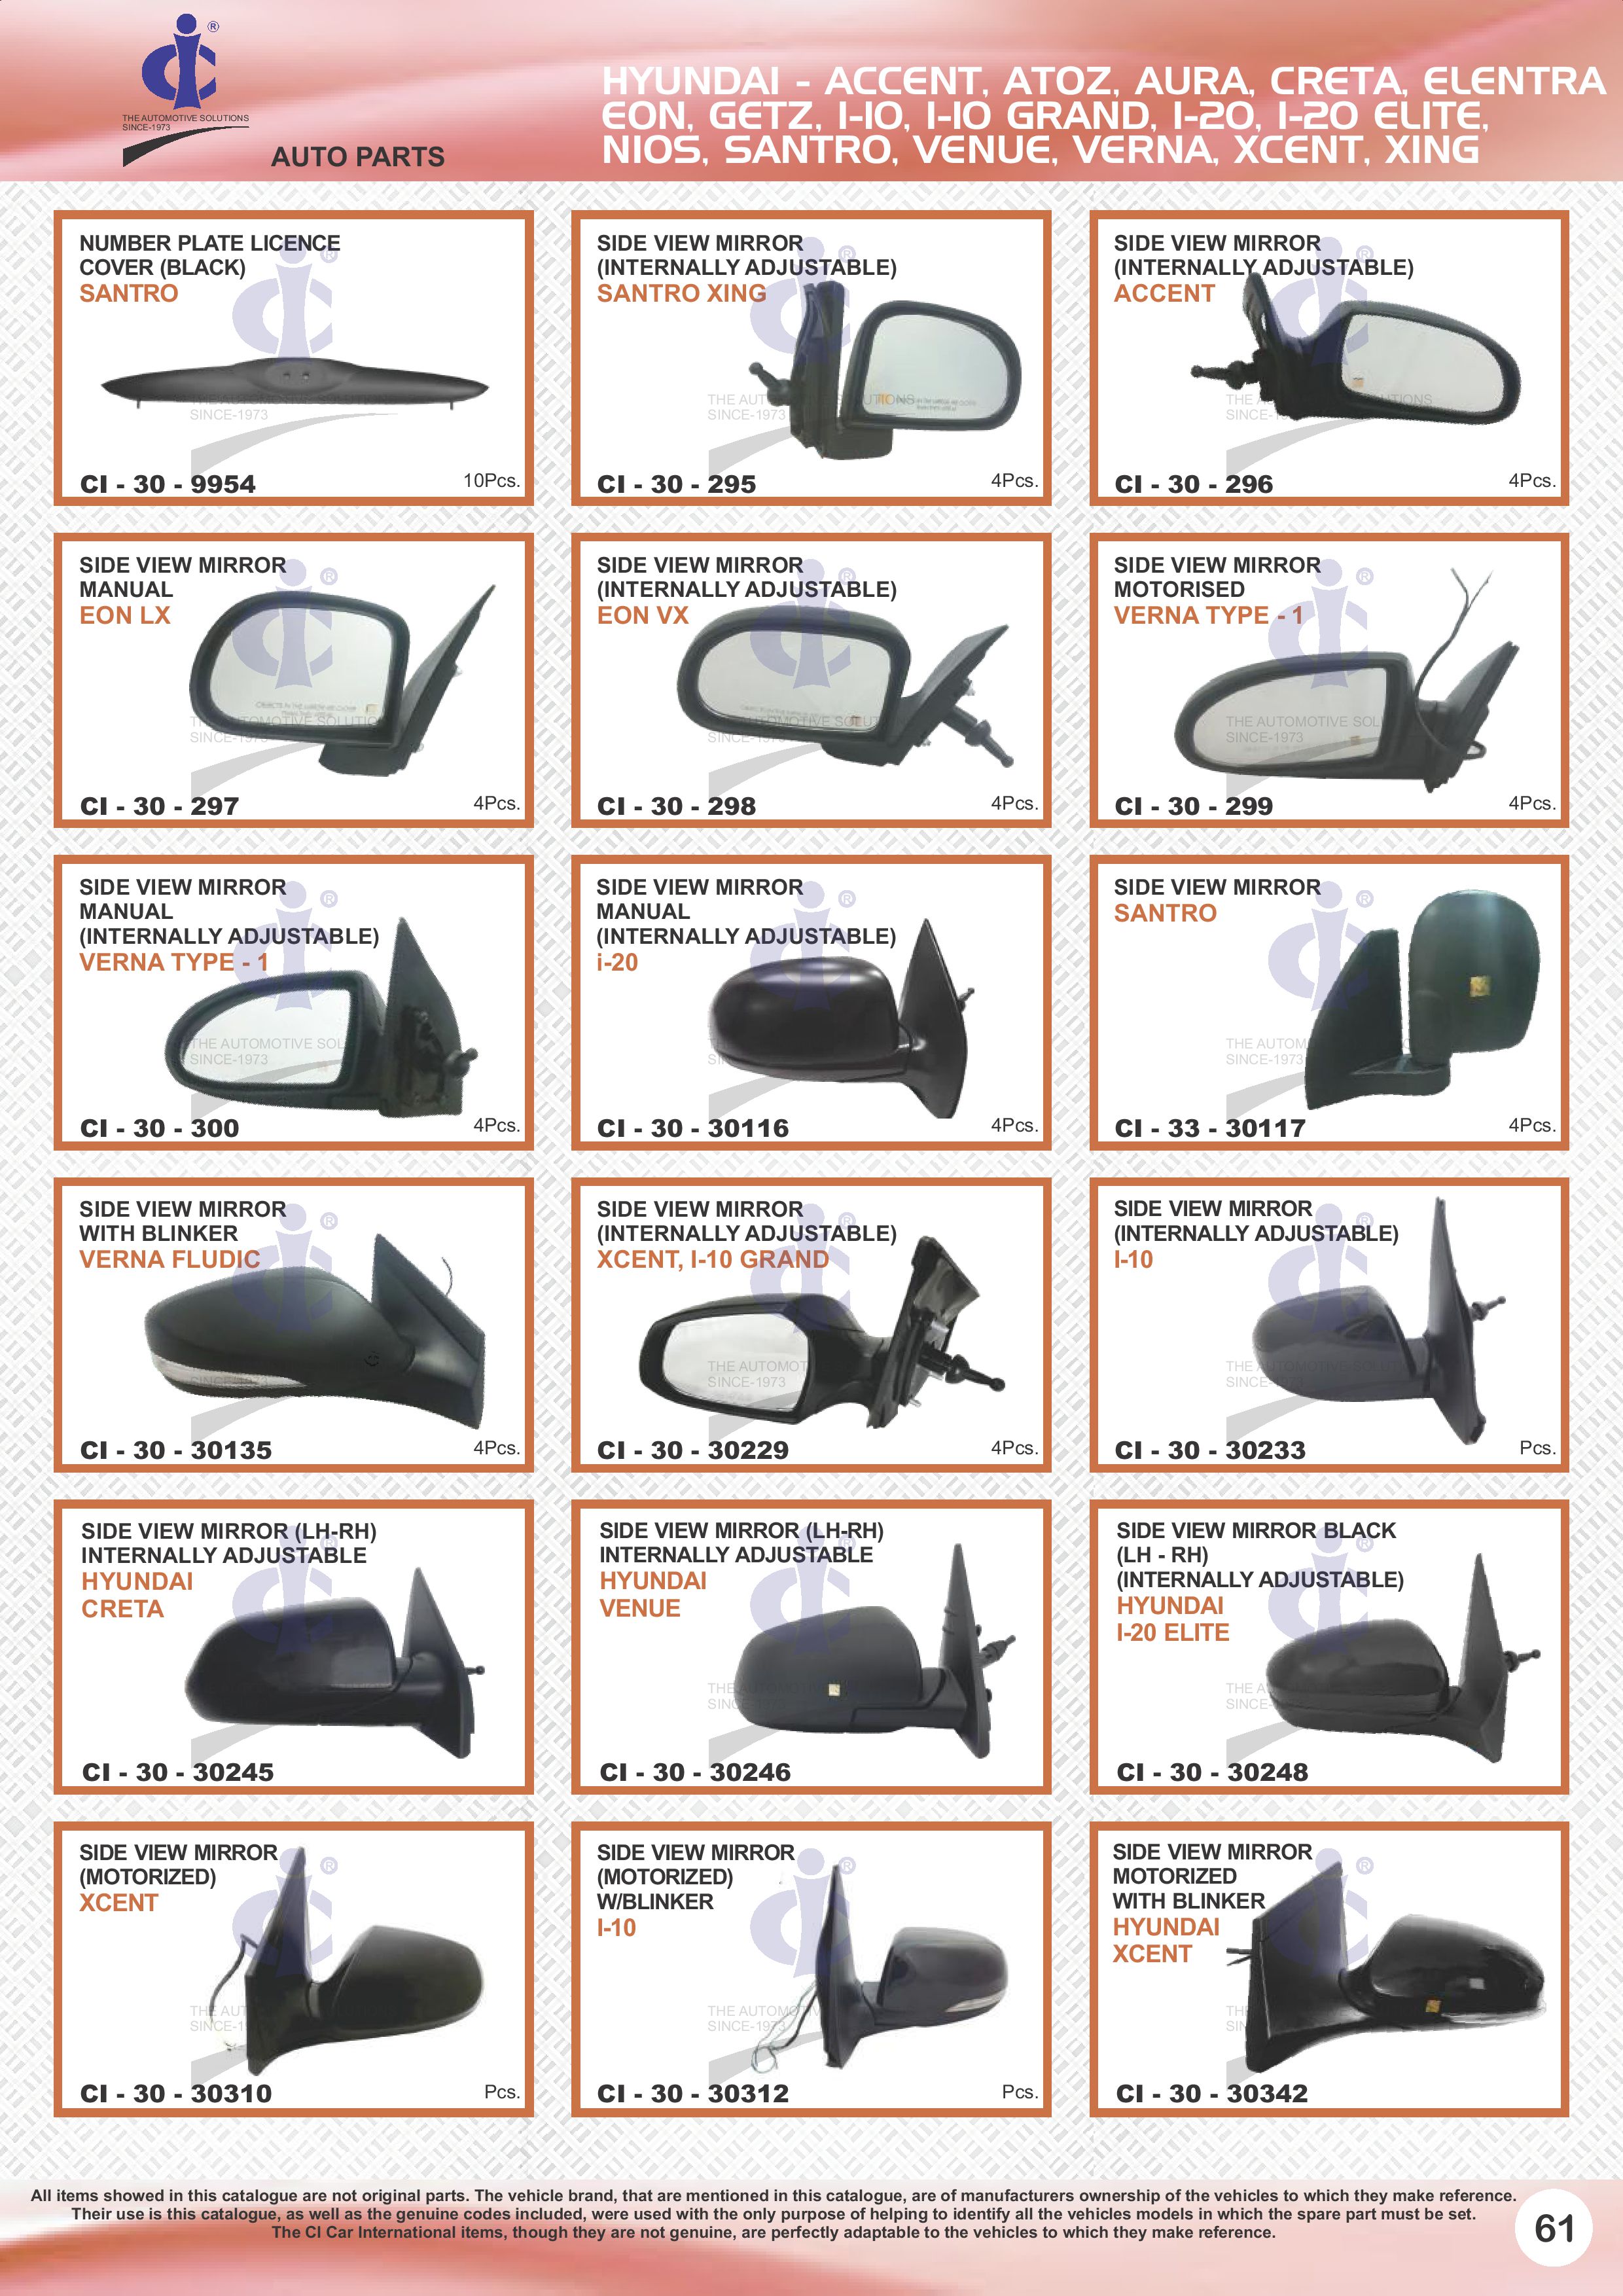 ®
THE AUTOMOTIVE SOLUTIONS
SINCE-1973
AUTO PARTS
HYUNDAI - ACCENT, ATOZ, AURA, CRETA, ELENTRA
EON, GETZ, I-10, I-10 GRAND, I-20, I-20 ELITE,
NIOS, SANTRO, VENUE, VERNA, XCENT, XING
NUMBER PLATE LICENCE
COVER (BLACK)
SANTRO
CI - 30 - 9954
10Pcs.
SIDE VIEW MIRROR
(INTERNALLY ADJUSTABLE)
SANTRO XING
CI - 30 - 295
4Pcs.
SIDE VIEW MIRROR
(INTERNALLY ADJUSTABLE)
ACCENT
CI - 30 - 296
4Pcs.
SIDE VIEW MIRROR
MANUAL
EON LX
CI - 30 - 297
4Pcs.
SIDE VIEW MIRROR
(INTERNALLY ADJUSTABLE)
EON VX
CI - 30 - 298
4Pcs.
SIDE VIEW MIRROR
MOTORISED
VERNA TYPE - 1
CI - 30 - 299
4Pcs.
SIDE VIEW MIRROR
MANUAL
(INTERNALLY ADJUSTABLE)
VERNA TYPE - 1
CI - 30 - 300
4Pcs.
SIDE VIEW MIRROR
MANUAL
(INTERNALLY ADJUSTABLE)
i-20
CI - 30 - 30116
4Pcs.
SIDE VIEW MIRROR
SANTRO
CI - 33 - 30117
4Pcs.
SIDE VIEW MIRROR
WITH BLINKER
VERNA FLUDIC
CI - 30 - 30135
4Pcs.
SIDE VIEW MIRROR
(INTERNALLY ADJUSTABLE)
XCENT, I-10 GRAND
CI - 30 - 30229
4Pcs.
SIDE VIEW MIRROR
(INTERNALLY ADJUSTABLE)
I-10
CI - 30 - 30233
Pcs.
SIDE VIEW MIRROR (LH-RH)
INTERNALLY ADJUSTABLE
HYUNDAI
CRETA
CI - 30 - 30245
SIDE VIEW MIRROR (LH-RH)
INTERNALLY ADJUSTABLE
HYUNDAI
VENUE
CI - 30 - 30246
SIDE VIEW MIRROR BLACK
(LH - RH)
(INTERNALLY ADJUSTABLE)
HYUNDAI
I-20 ELITE
CI - 30 - 30248
SIDE VIEW MIRROR
(MOTORIZED)
XCENT
CI - 30 - 30310
Pcs.
SIDE VIEW MIRROR
(MOTORIZED)
W/BLINKER
I-10
CI - 30 - 30312
Pcs.
SIDE VIEW MIRROR
MOTORIZED
WITH BLINKER
HYUNDAI
XCENT
CI - 30 - 30342
All items showed in this catalogue are not original parts. The vehicle brand, that are mentioned in this catalogue, are of manufacturers ownership of the vehicles to which they make reference.
Their use is this catalogue, as well as the genuine codes included, were used with the only purpose of helping to identify all the vehicles models in which the spare part must be set.
The CI Car International items, though they are not genuine, are perfectly adaptable to the vehicles to which they make reference.
61